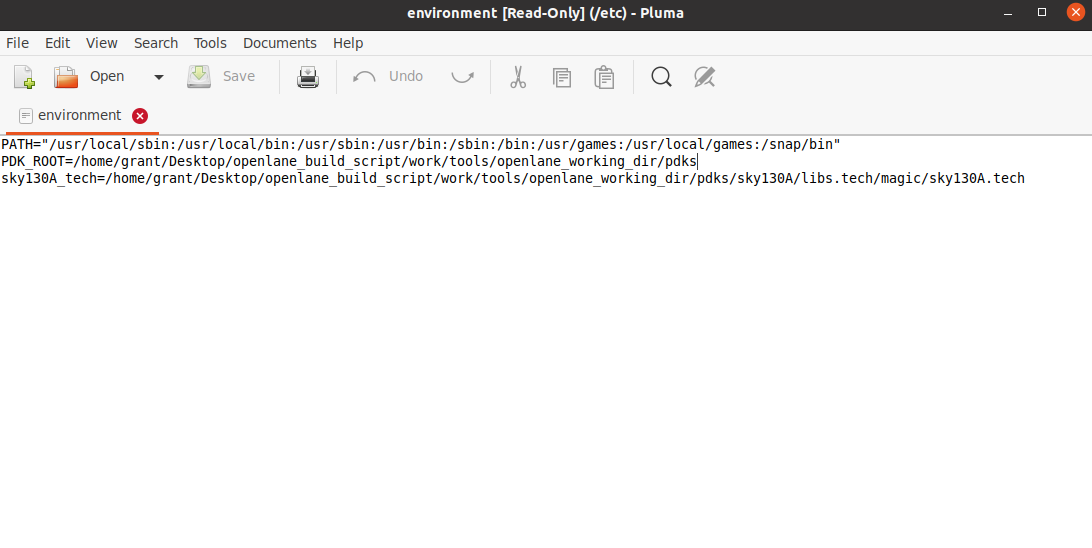 environment [Read-Only] (/etc) - Pluma
File Edit View Search Tools Documents Help
Open Save Undo
environment
PATH="/usr/local/sbin:/usr/local/bin:/usr/sbin:/usr/bin:/sbin:/bin:/usr/games:/usr/local/games:/snap/bin"
PDK_ROOT=/home/grant/Desktop/openlane_build_script/work/tools/openlane_working_dir/pdks
sky130A_tech=/home/grant/Desktop/openlane_build_script/work/tools/openlane_working_dir/pdks/sky130A/libs.tech/magic/sky130A.tech